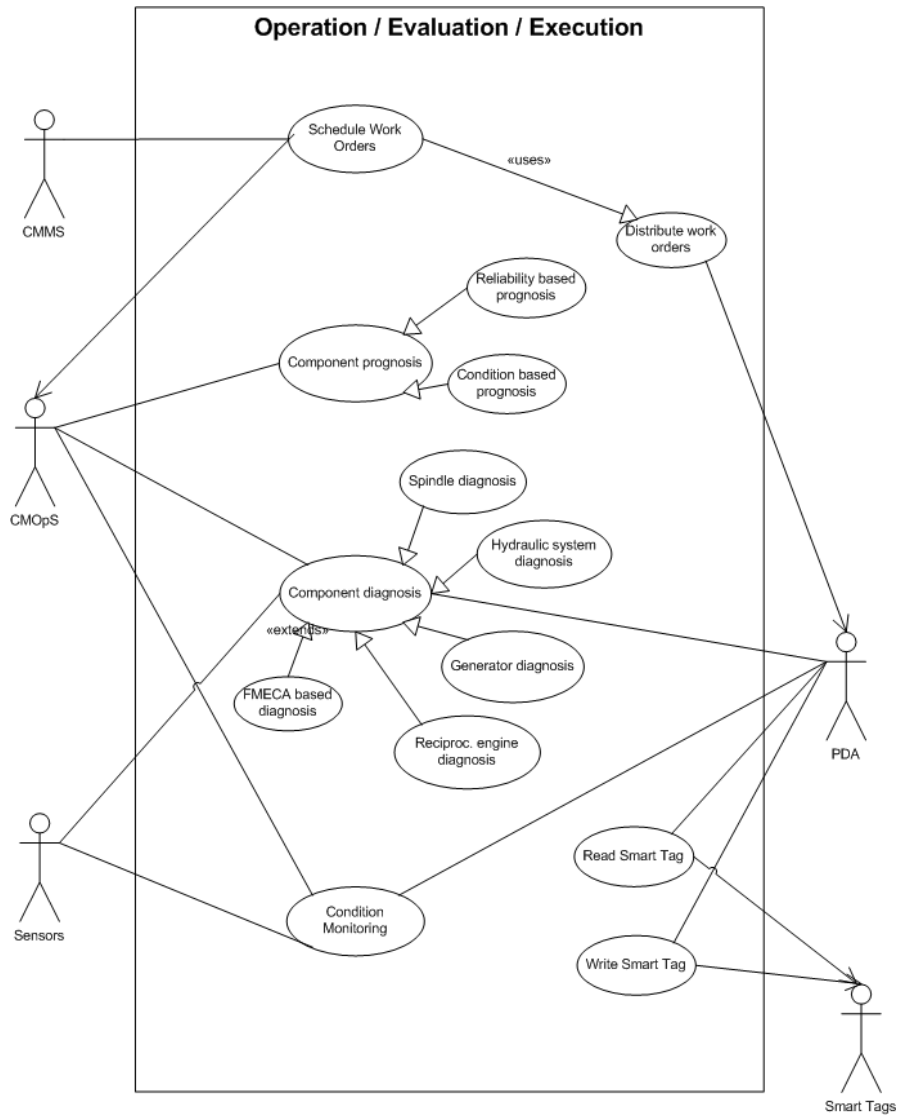 Operation / Evaluation / Execution
Schedule Work
Orders
CMMS
«uses»
Distribute work
orders
Reliability based
prognosis
Component prognosis
Condition based
prognosis
CMOpS
Spindle diagnosis
Hydraulic system
diagnosis
Component diagnosis
«extends»
Generator diagnosis
FMECA based
diagnosis
Reciproc. engine
diagnosis
PDA
Read Smart Tag
Sensors
Condition
Monitoring
Write Smart Tag
Smart Tags